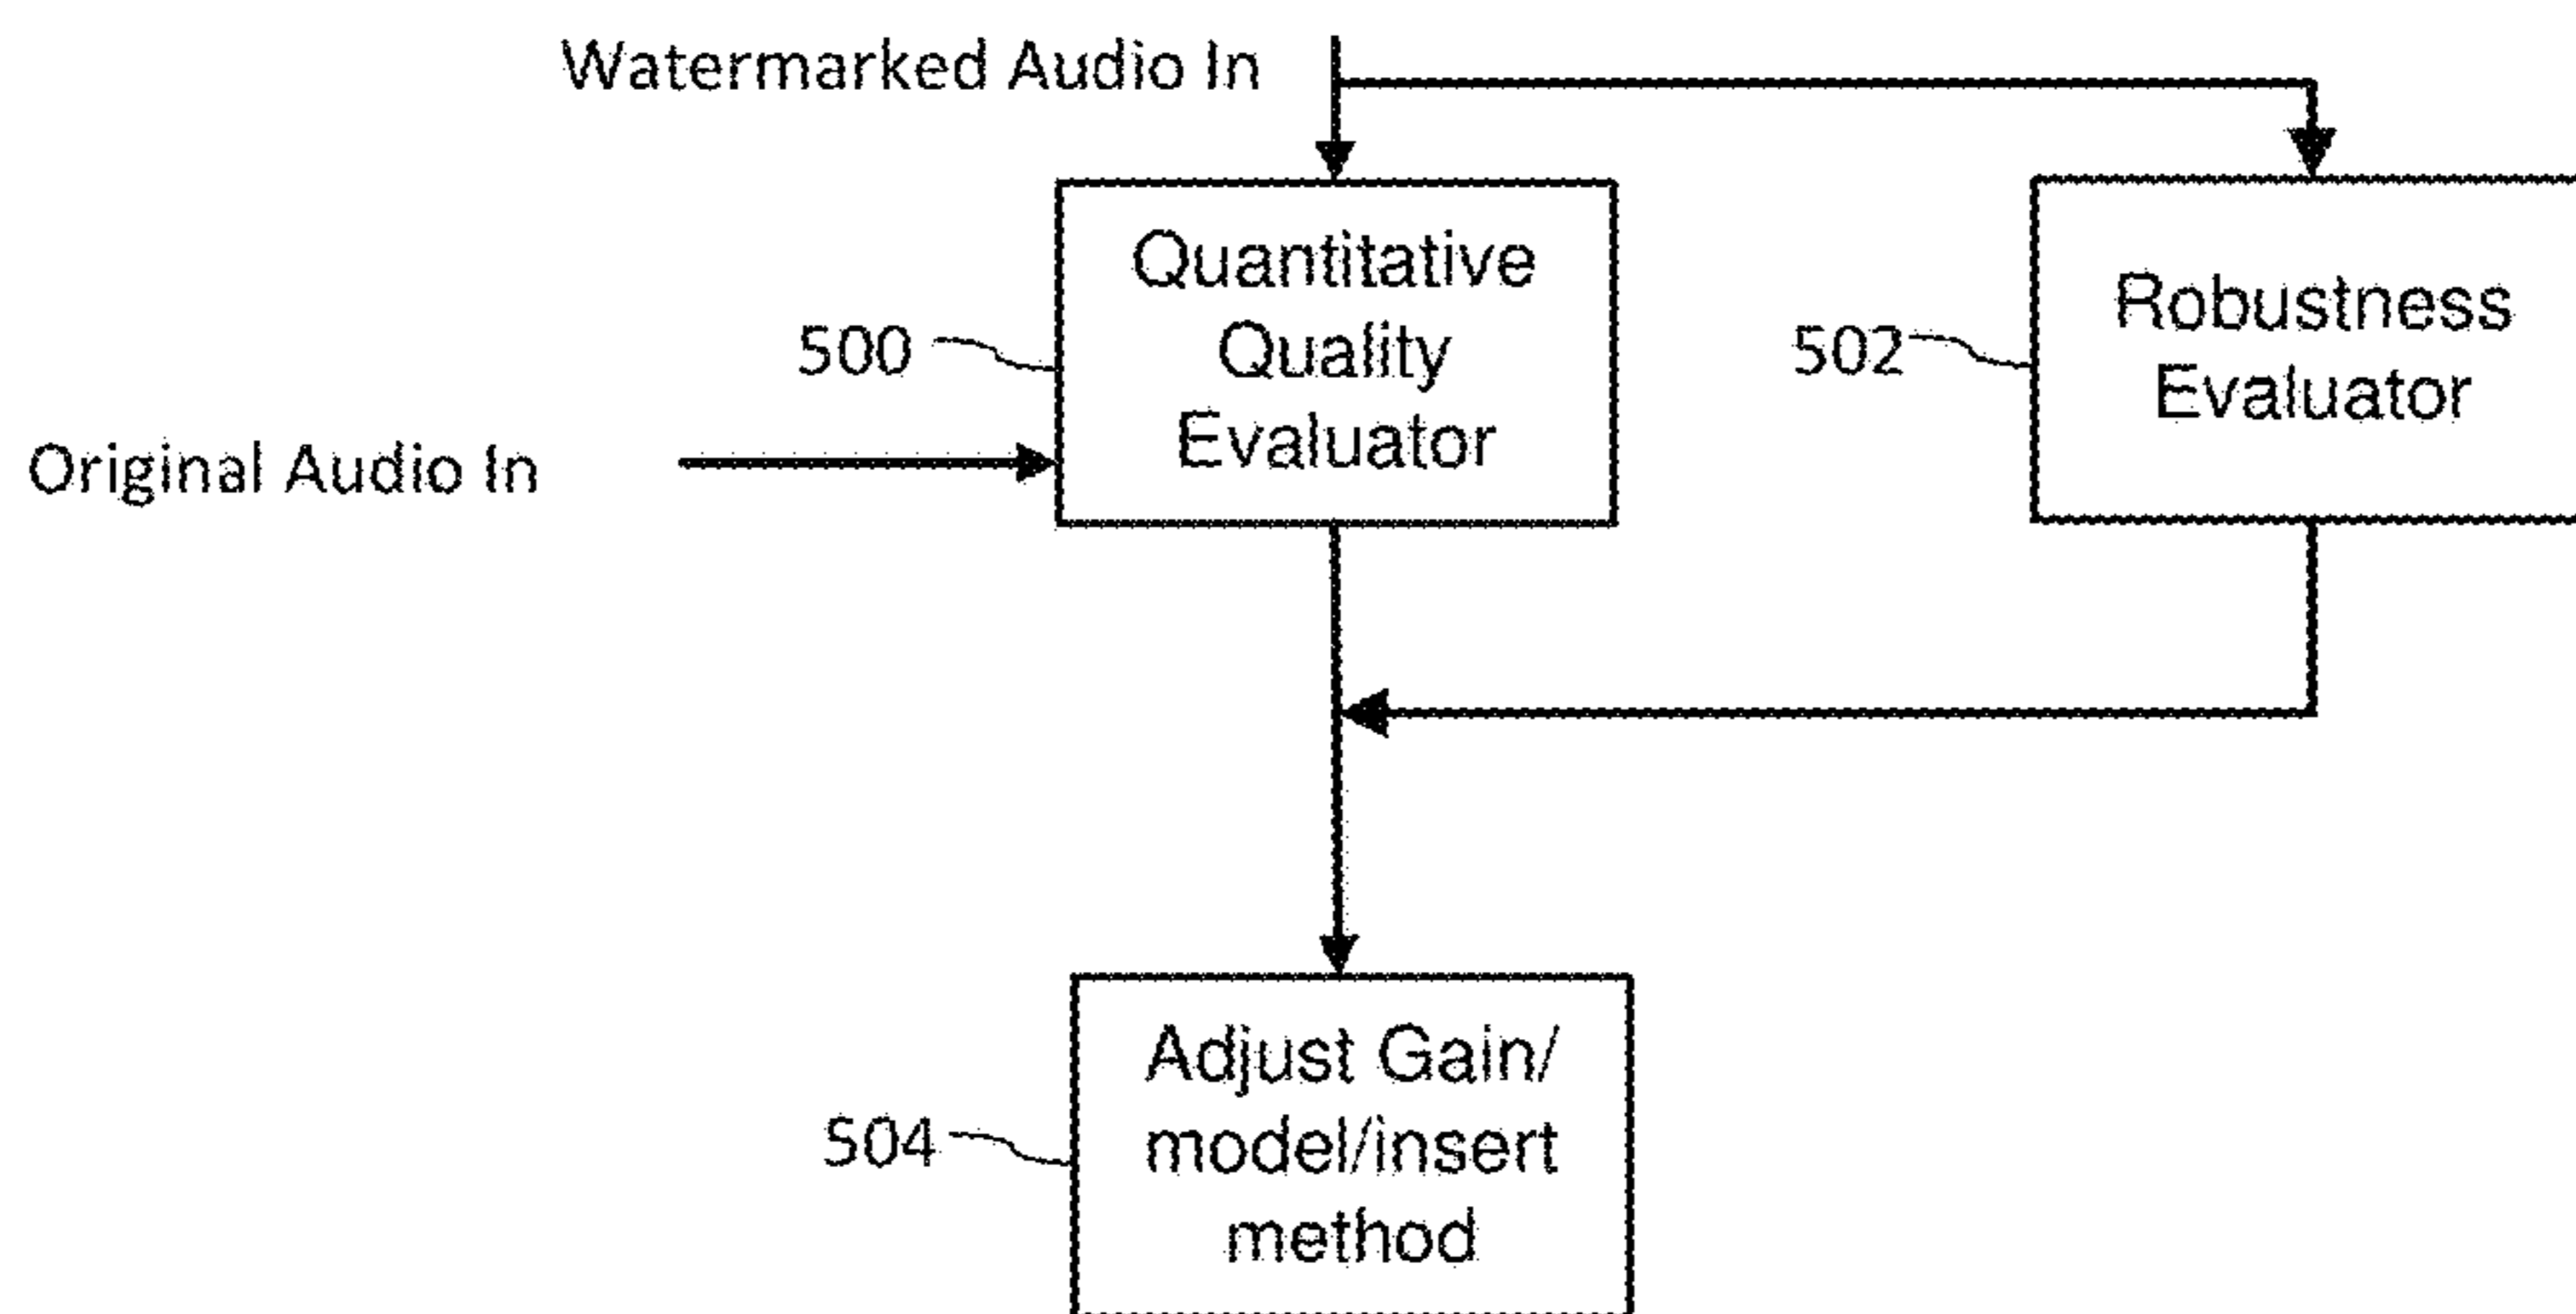 Watermarked Audio In
Quantitative
Quality
Evaluator
500
Robustness
Evaluator
502
Original Audio In
Adjust Gain/
model/insert
method
504